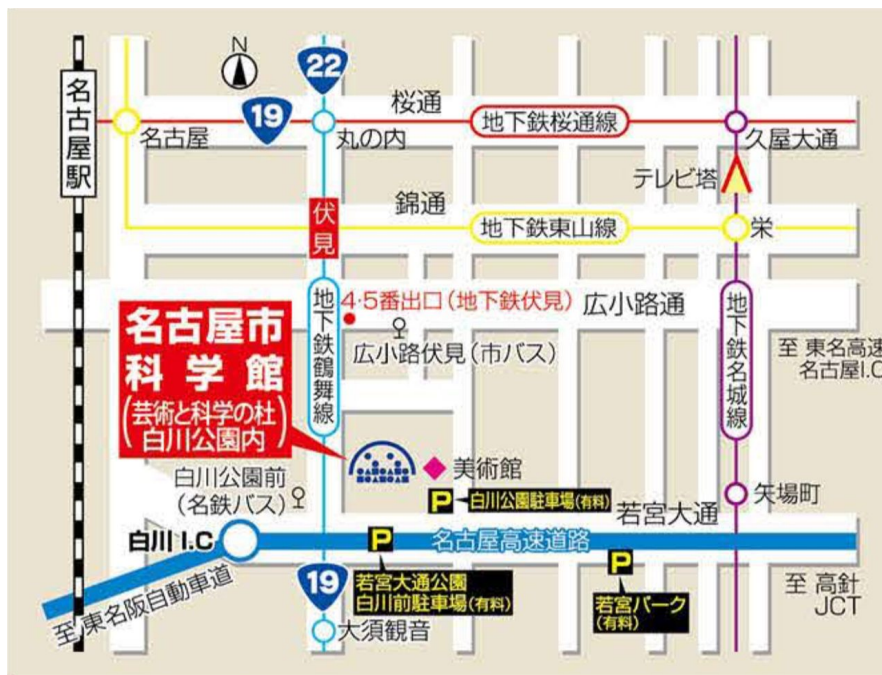 N
22
19
桜通
地下鉄桜通線
名古屋駅
名古屋
丸の内
久屋大通
テレビ塔
伏見
錦通
地下鉄東山線
栄
4・5番出口(地下鉄伏見)
広小路通
名古屋市
科学館
(芸術と科学の杜
白川公園内)
地下鉄鶴舞線
広小路伏見(市バス)
地下鉄名城線
至 東名高速
名古屋I.C
白川公園前
(名鉄バス)
美術館
P
白川公園駐車場(有料)
矢場町
若宮大通
白川 I.C
P
名古屋高速道路
P
至 東名阪自動車道
19
若宮大通公園
白川前駐車場(有料)
若宮パーク
(有料)
至 高針
JCT
大須観音